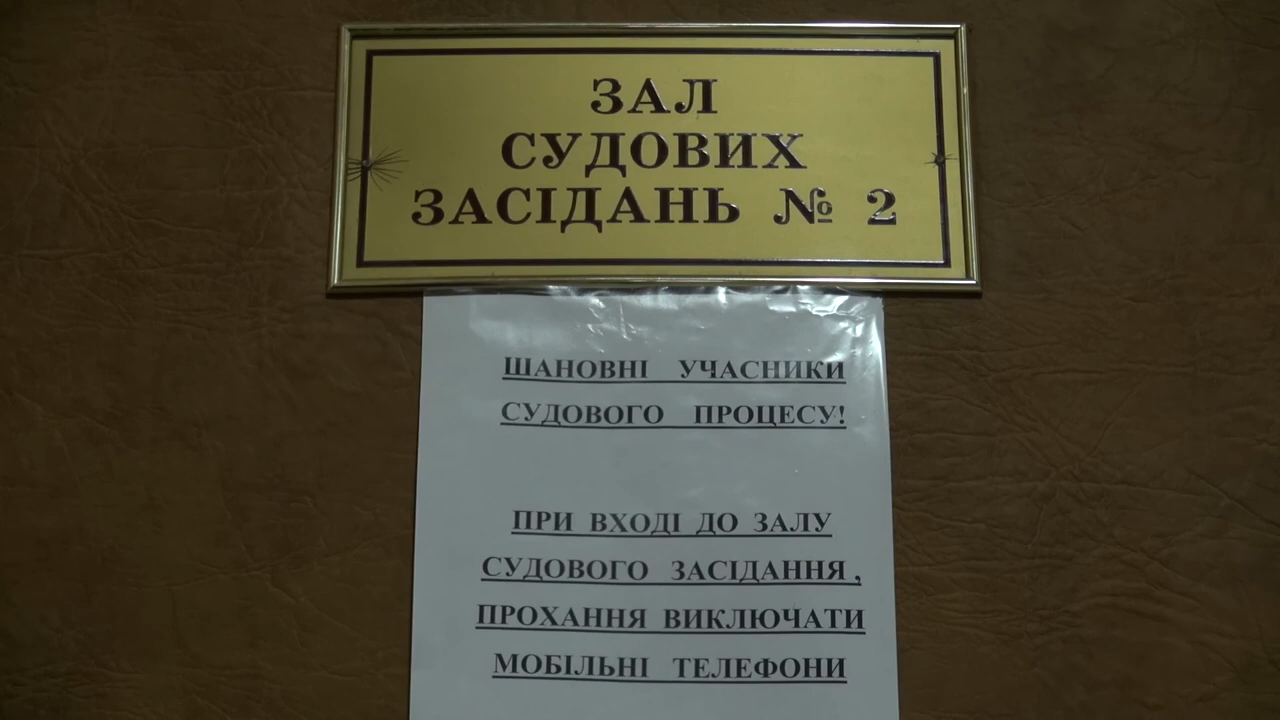 ЗАЛ
СУДОВИХ
ЗАСІДАНЬ № 2
ШАНОВНІ УЧАСНИКИ
СУДОВОГО ПРОЦЕСУ!
ПРИ ВХОДІ ДО ЗАЛУ
СУДОВОГО ЗАСІДАННЯ,
ПРОХАННЯ ВИКЛЮЧАТИ
МОБІЛЬНІ ТЕЛЕФОНИ